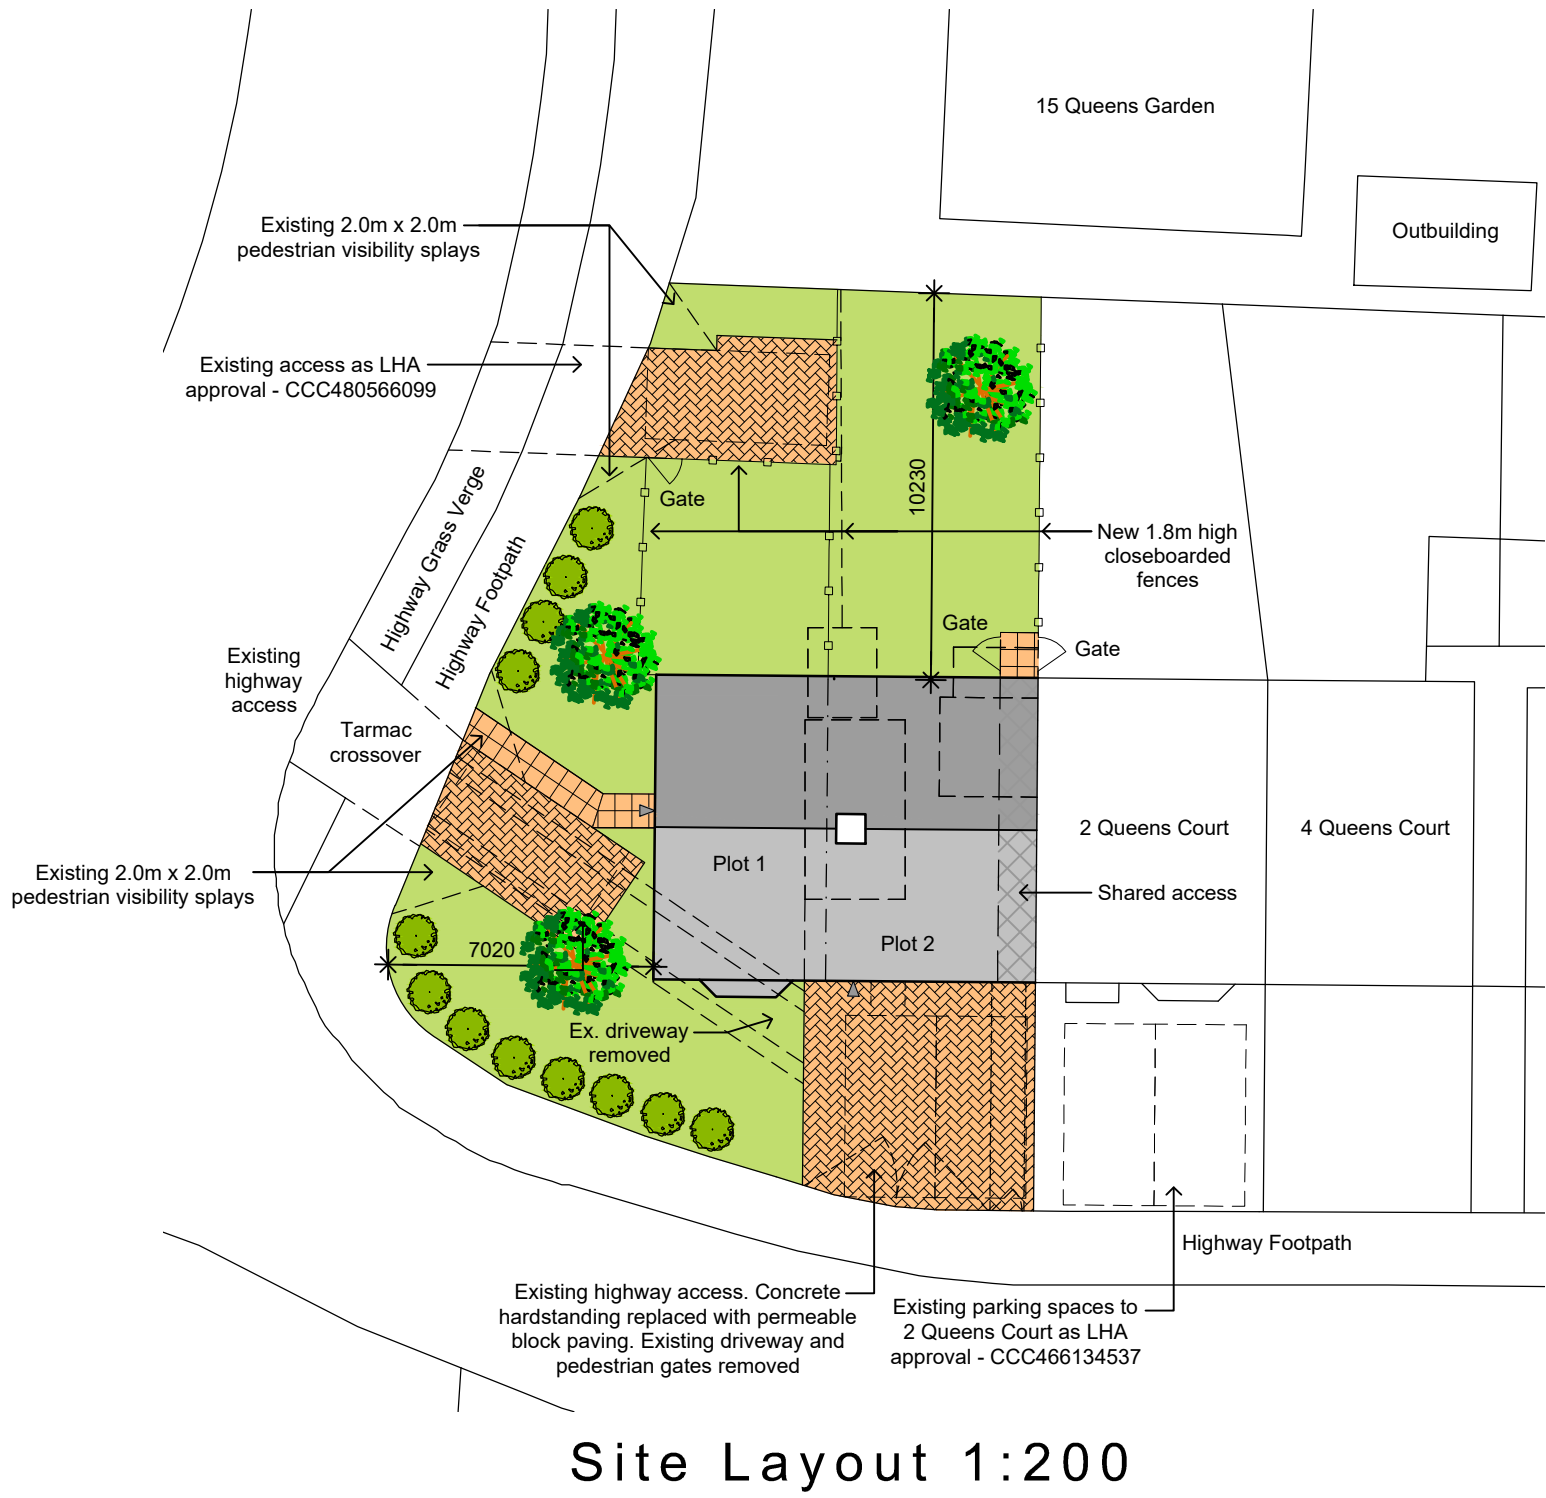 15 Queens Garden
Outbuilding
Existing 2.0m x 2.0m
pedestrian visibility splays
Existing access as LHA
approval - CCC480566099
Highway Grass Verge
Highway Footpath
Gate
10230
New 1.8m high
closeboarded
fences
Gate
Gate
Existing
highway
access
Tarmac
crossover
Plot 1
2 Queens Court
4 Queens Court
Existing 2.0m x 2.0m
pedestrian visibility splays
Shared access
7020
Plot 2
Ex. driveway
removed
Highway Footpath
Existing highway access. Concrete
hardstanding replaced with permeable
block paving. Existing driveway and
pedestrian gates removed
Existing parking spaces to
2 Queens Court as LHA
approval - CCC466134537
Site Layout 1:200